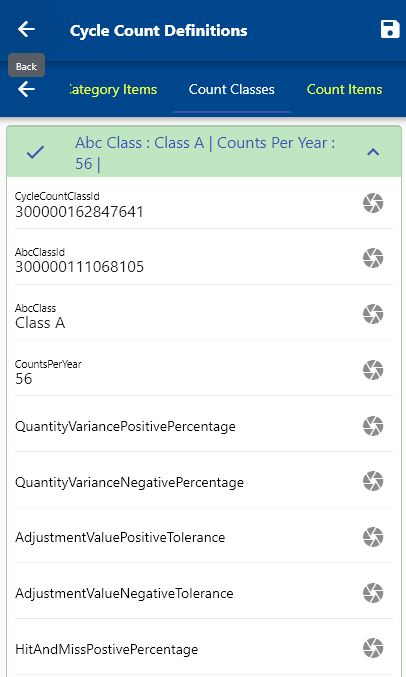 Cycle Count Definitions
Back
Category Items
Count Classes
Count Items
Abc Class : Class A | Counts Per Year :
56 |
CycleCountClassId
300000162847641
AbcClassId
300000111068105
AbcClass
Class A
CountsPerYear
56
QuantityVariancePositivePercentage
QuantityVarianceNegativePercentage
AdjustmentValuePositiveTolerance
AdjustmentValueNegativeTolerance
HitAndMissPostivePercentage